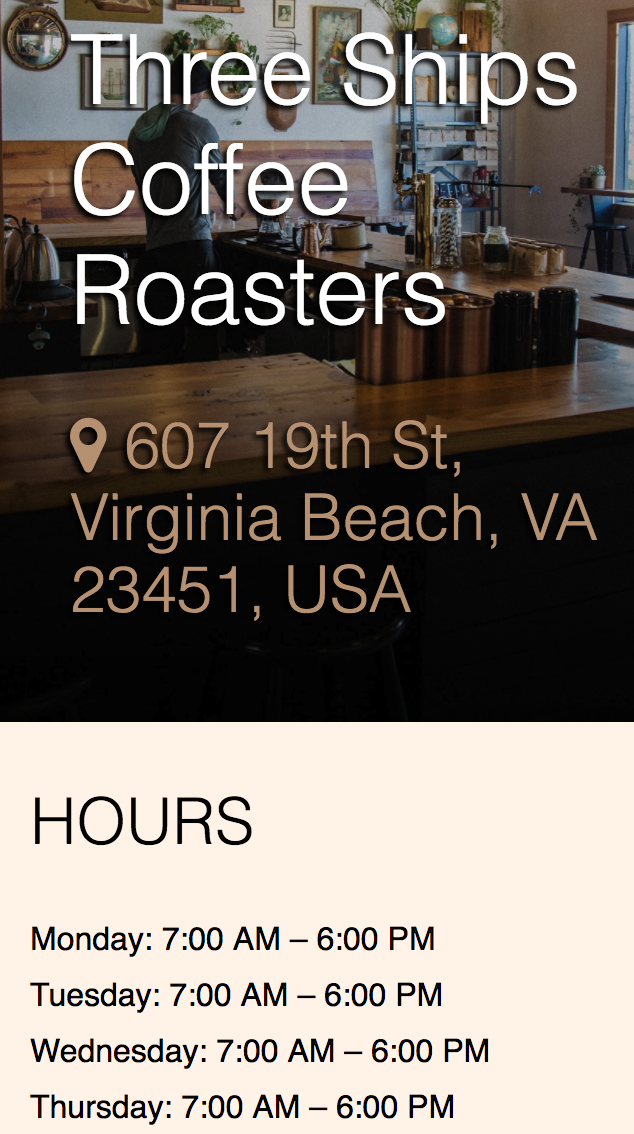 Three Ships
Coffee
Roasters
607 19th St,
Virginia Beach, VA
23451, USA
HOURS
Monday: 7:00 AM – 6:00 PM
Tuesday: 7:00 AM – 6:00 PM
Wednesday: 7:00 AM – 6:00 PM
Thursday: 7:00 AM – 6:00 PM